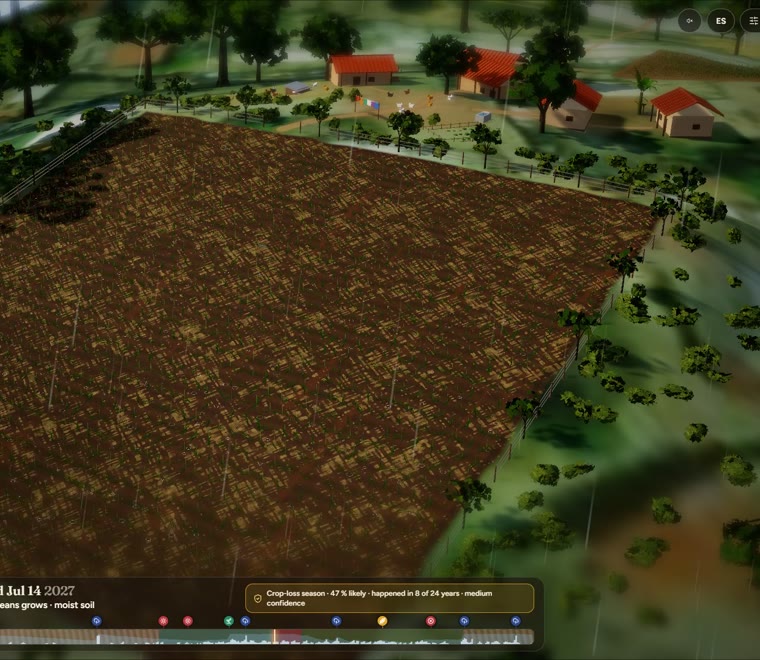 ES
d Jul 14 2027
eans grows · moist soil
Crop-loss season · 47 % likely · happened in 8 of 24 years · medium
confidence